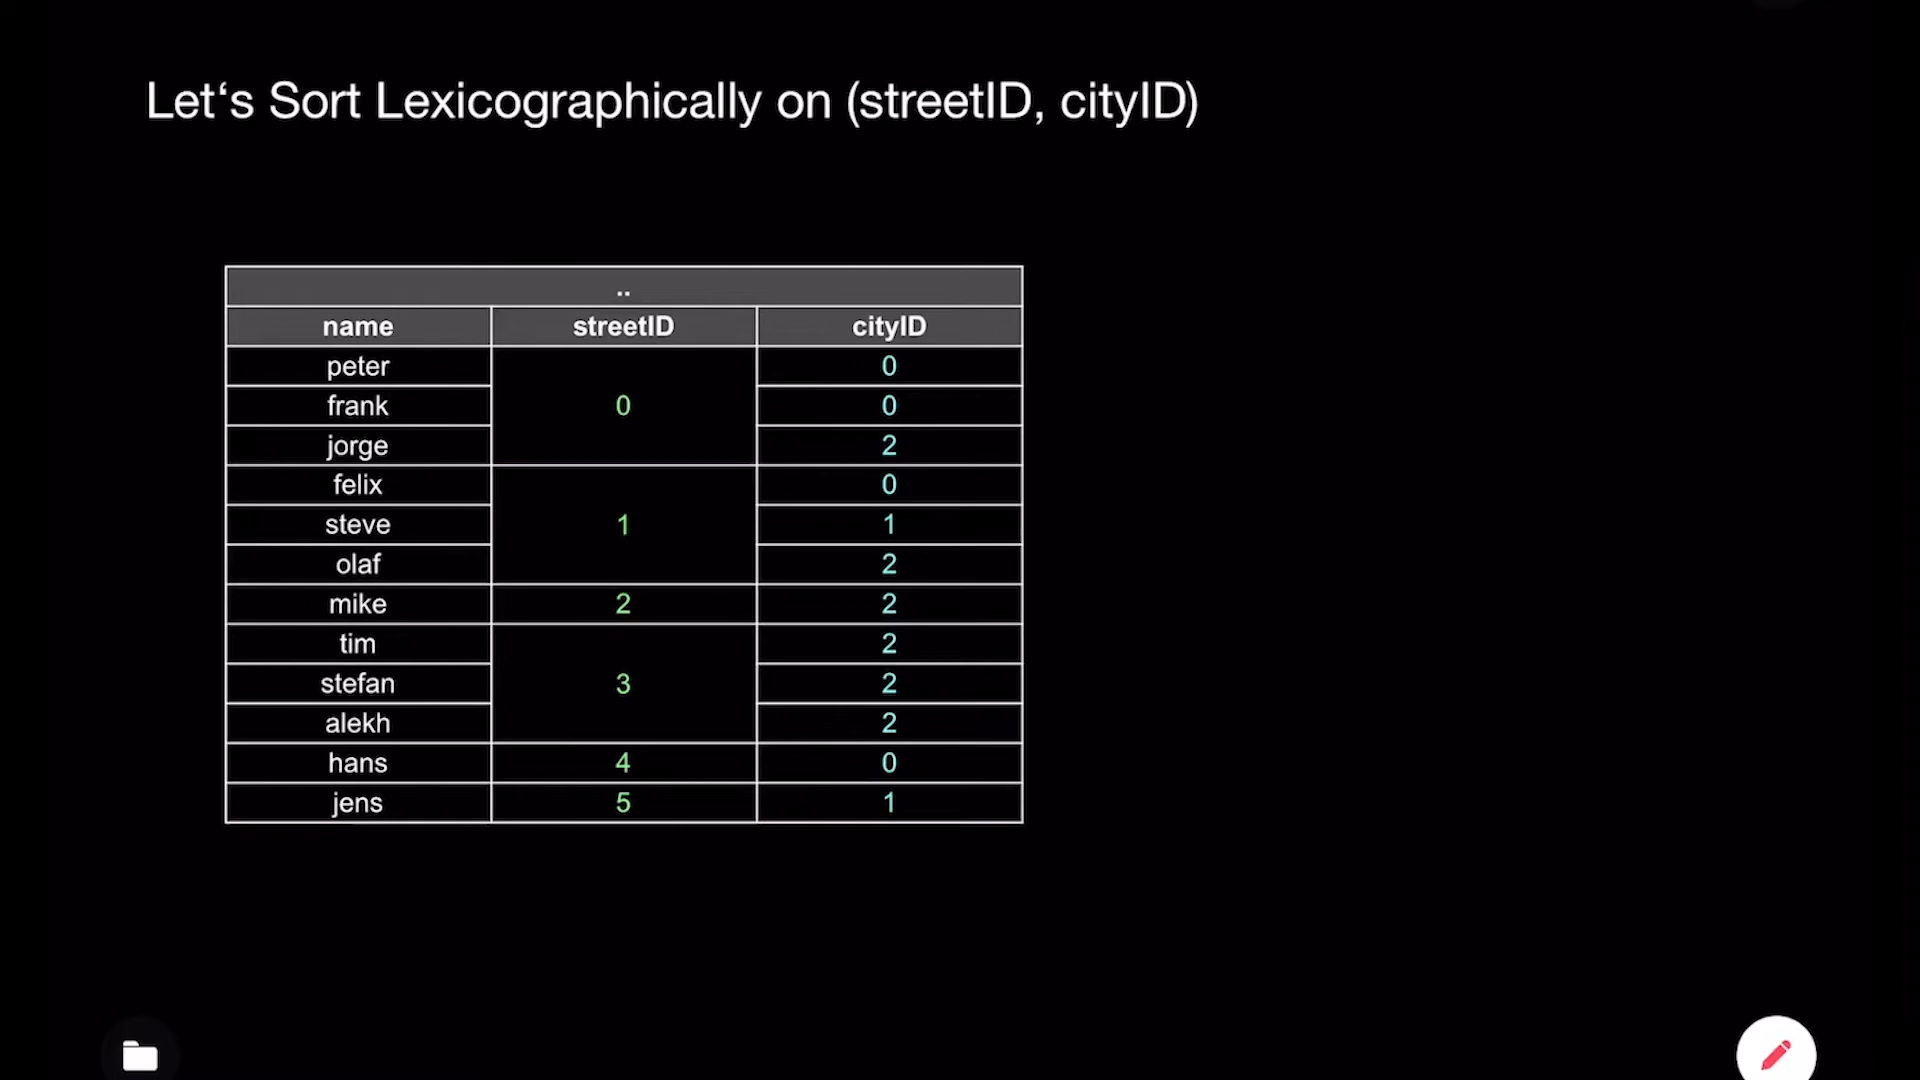 Let‘s Sort Lexicographically on (streetID, cityID)
..
name streetID cityID
peter 0
frank 0 0
jorge 2
felix 0
steve 1 1
olaf 2
mike 2 2
tim 2
stefan 3 2
alekh 2
hans 4 0
jens 5 1